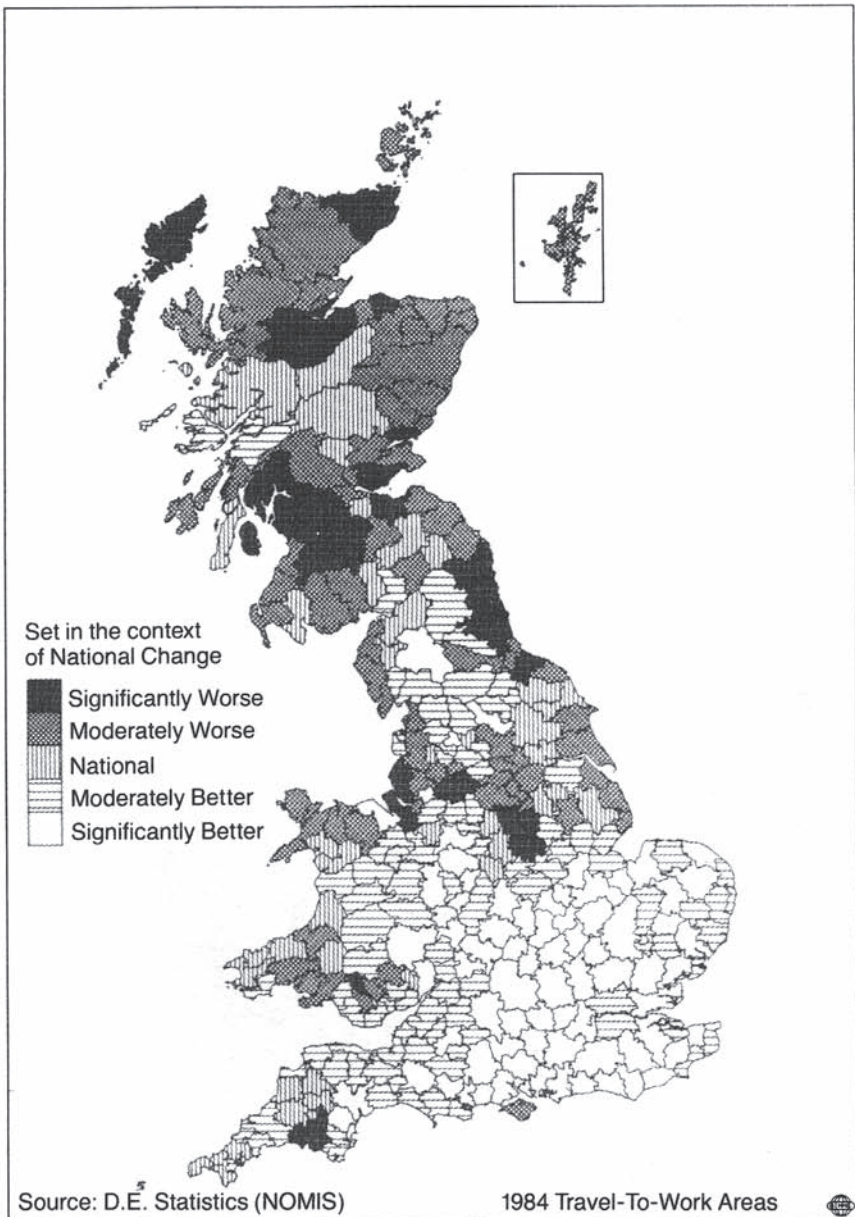 Set in the context
of National Change
Significantly Worse
Moderately Worse
National
Moderately Better
Significantly Better
5
Source: D.E. Statistics (NOMIS) 1984 Travel-To-Work Areas